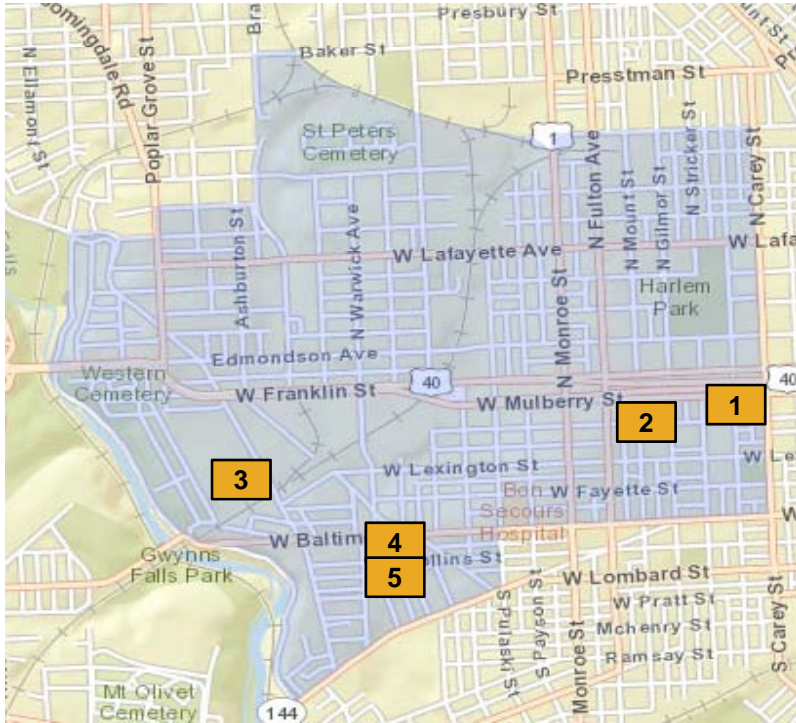 Presbury St
Baker St
Presstman St
N Ellamont St
Poplar Grove St
St Peters
Cemetery
1
N Fulton Ave
N Mount St
N Gilmor St
N Stricker St
N Carey St
Ashburton St
N Warwick Ave
W Lafayette Ave
N Monroe St
Harlem
Park
Edmondson Ave
Western
Cemetery
W Franklin St
40
W Mulberry St
40
1
2
3
W Lexington St
Bon
Secours
Hospital
W Fayette St
4
5
Gwynns
Falls Park
W Lombard St
W Pratt St
Mchenry St
Ramsay St
S Payson St
S Pulaski St
Monroe St
S Carey St
Mt Olivet
Cemetery
144